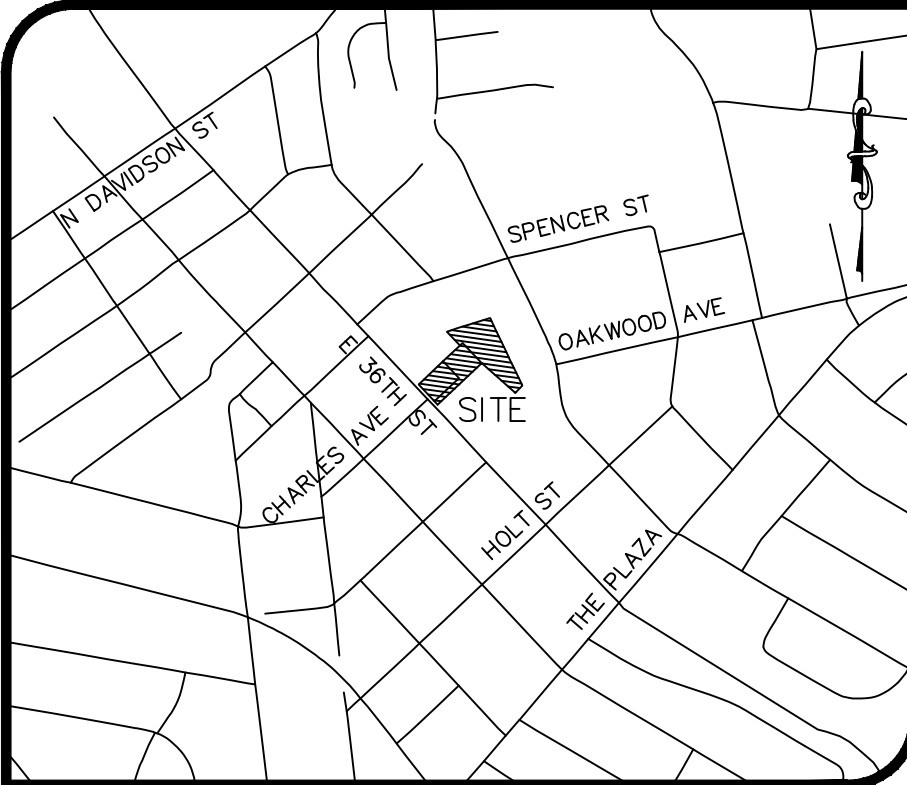 N DAVIDSON ST
SPENCER ST
OAKWOOD AVE
E 36TH ST
SITE
CHARLES AVE
HOLT ST
THE PLAZA